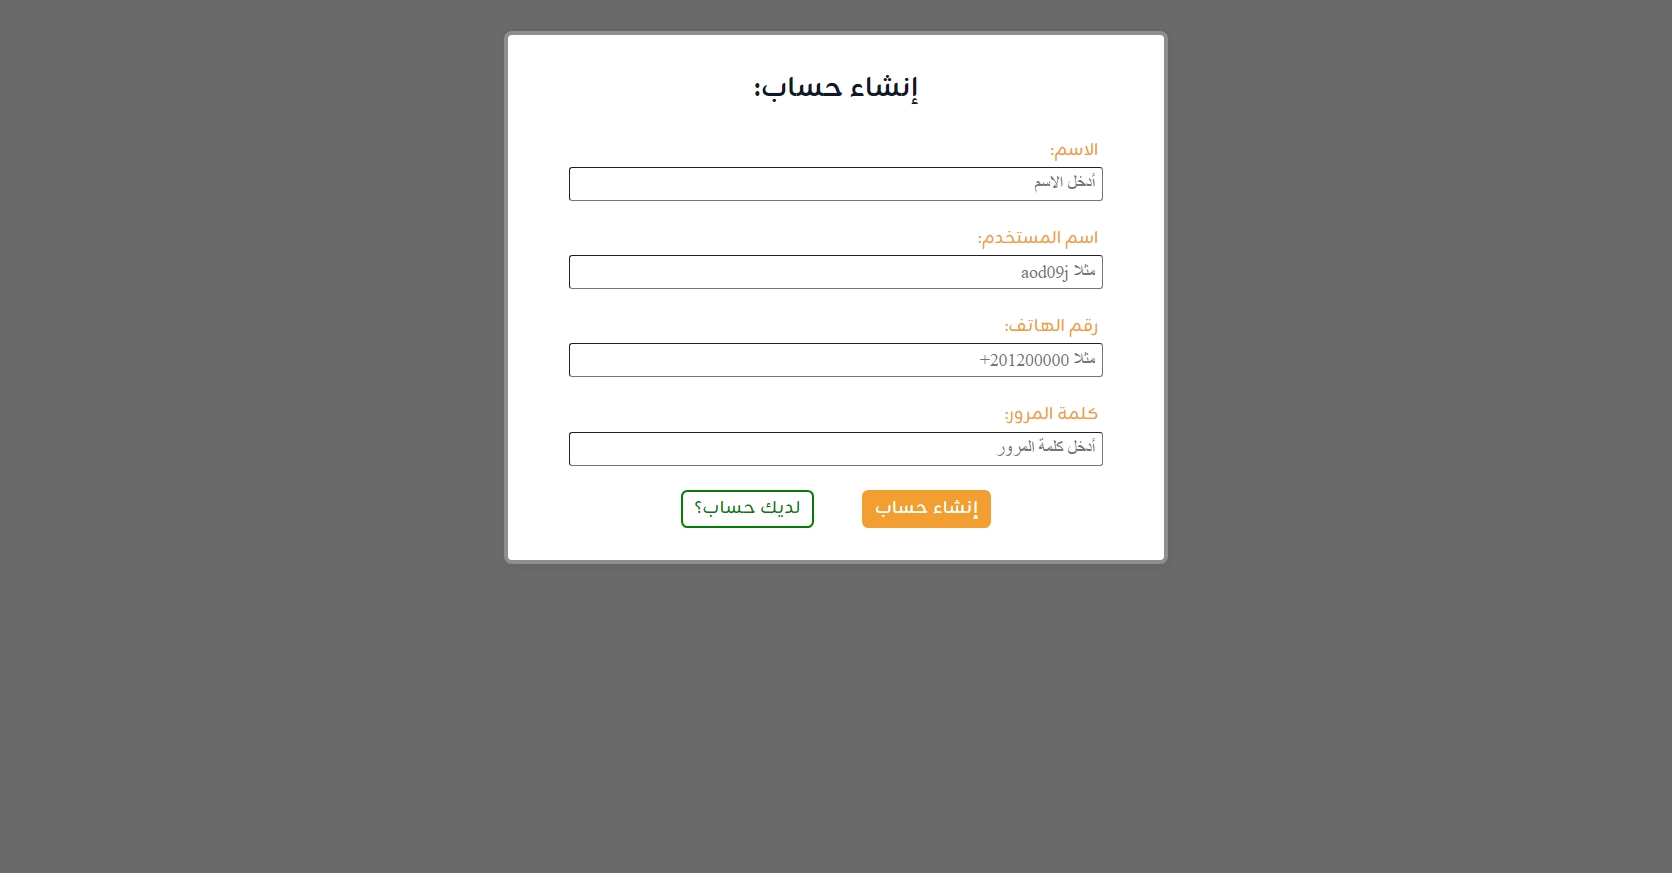 إنشاء حساب:
الاسم:
أدخل الاسم
اسم المستخدم:
مثلا aod09j
رقم الهاتف:
مثلا 201200000+
كلمة المرور:
أدخل كلمة المرور
إنشاء حساب
لديك حساب؟